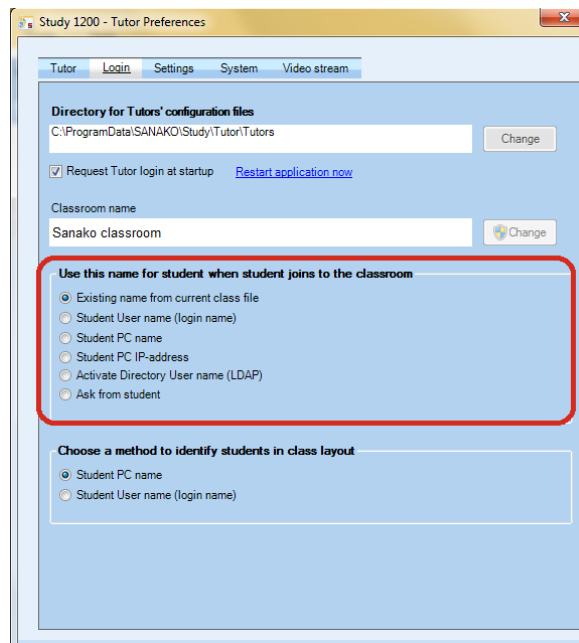 Study 1200 - Tutor Preferences
Tutor Login Settings System Video stream
Directory for Tutors' configuration files
C:\ProgramData\SANAKO\Study\Tutor\Tutors
Change
Request Tutor login at startup Restart application now
Classroom name
Sanako classroom
Change
Use this name for student when student joins to the classroom
Existing name from current class file
Student User name (login name)
Student PC name
Student PC IP-address
Activate Directory User name (LDAP)
Ask from student
Choose a method to identify students in class layout
Student PC name
Student User name (login name)